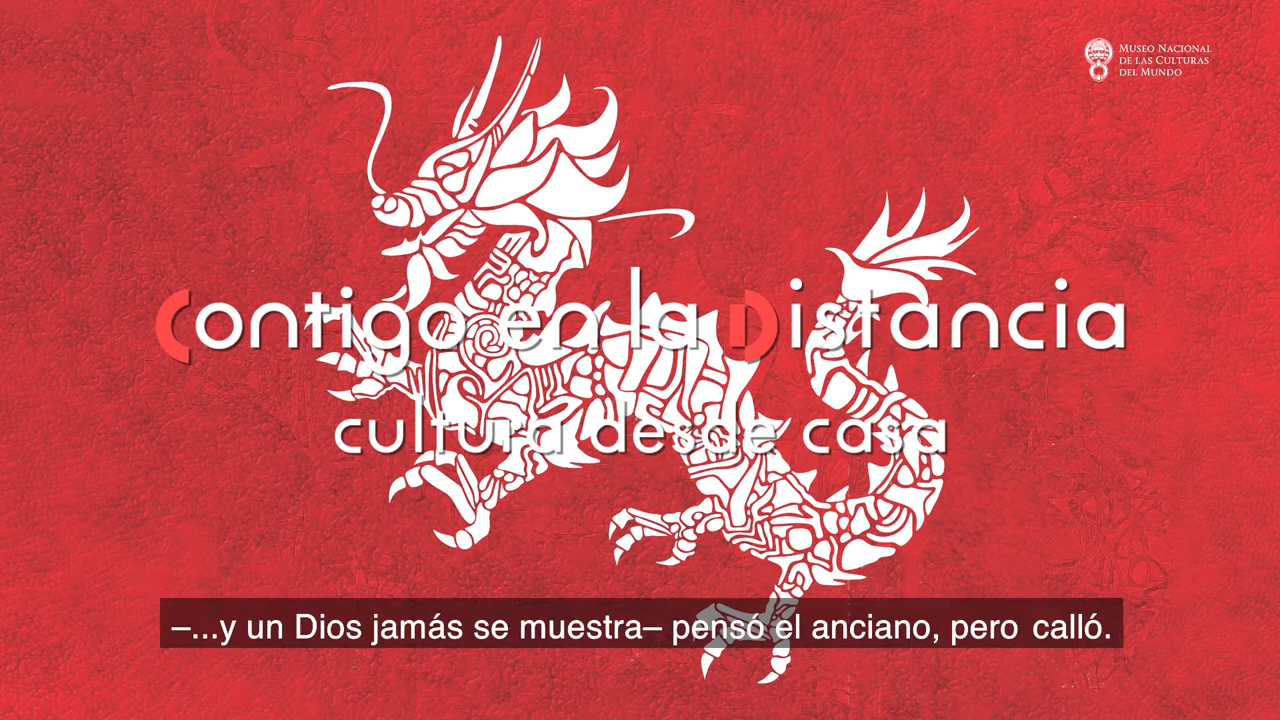 Museo Nacional
de las Culturas
del Mundo
Contigo en la Distancia
cultura desde casa
–...y un Dios jamás se muestra– pensó el anciano, pero calló.